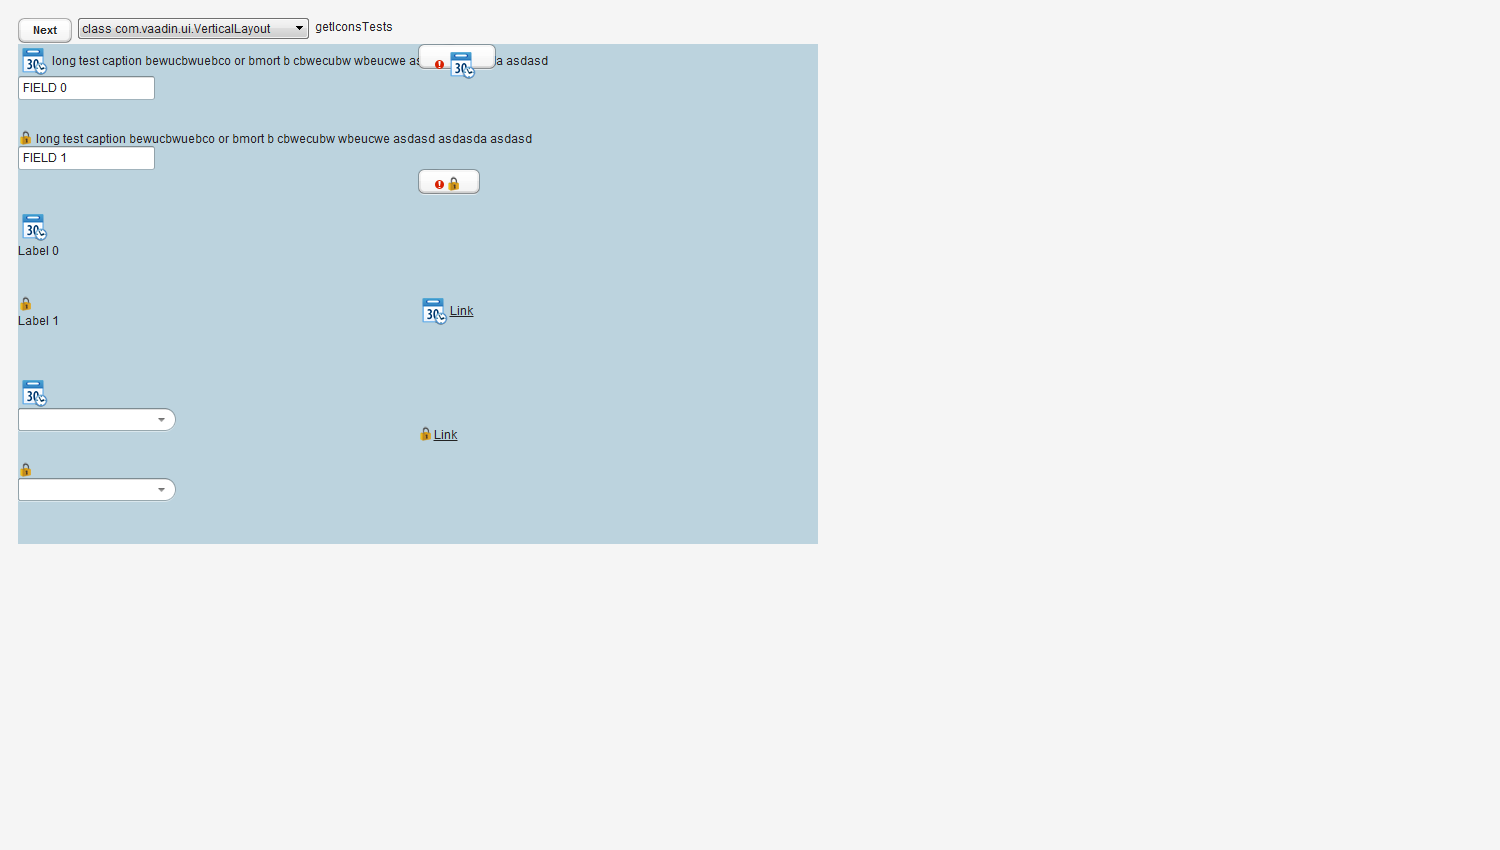 Next class com.vaadin.ui.VerticalLayout getIconsTests
30 long test caption bewucbwuebco or bmort b cbwecubw wbeucwe as 30 a asdasd
FIELD 0
long test caption bewucbwuebco or bmort b cbwecubw wbeucwe asdasd asdasda asdasd
FIELD 1
30
Label 0
30 Link
Label 1
30
Link